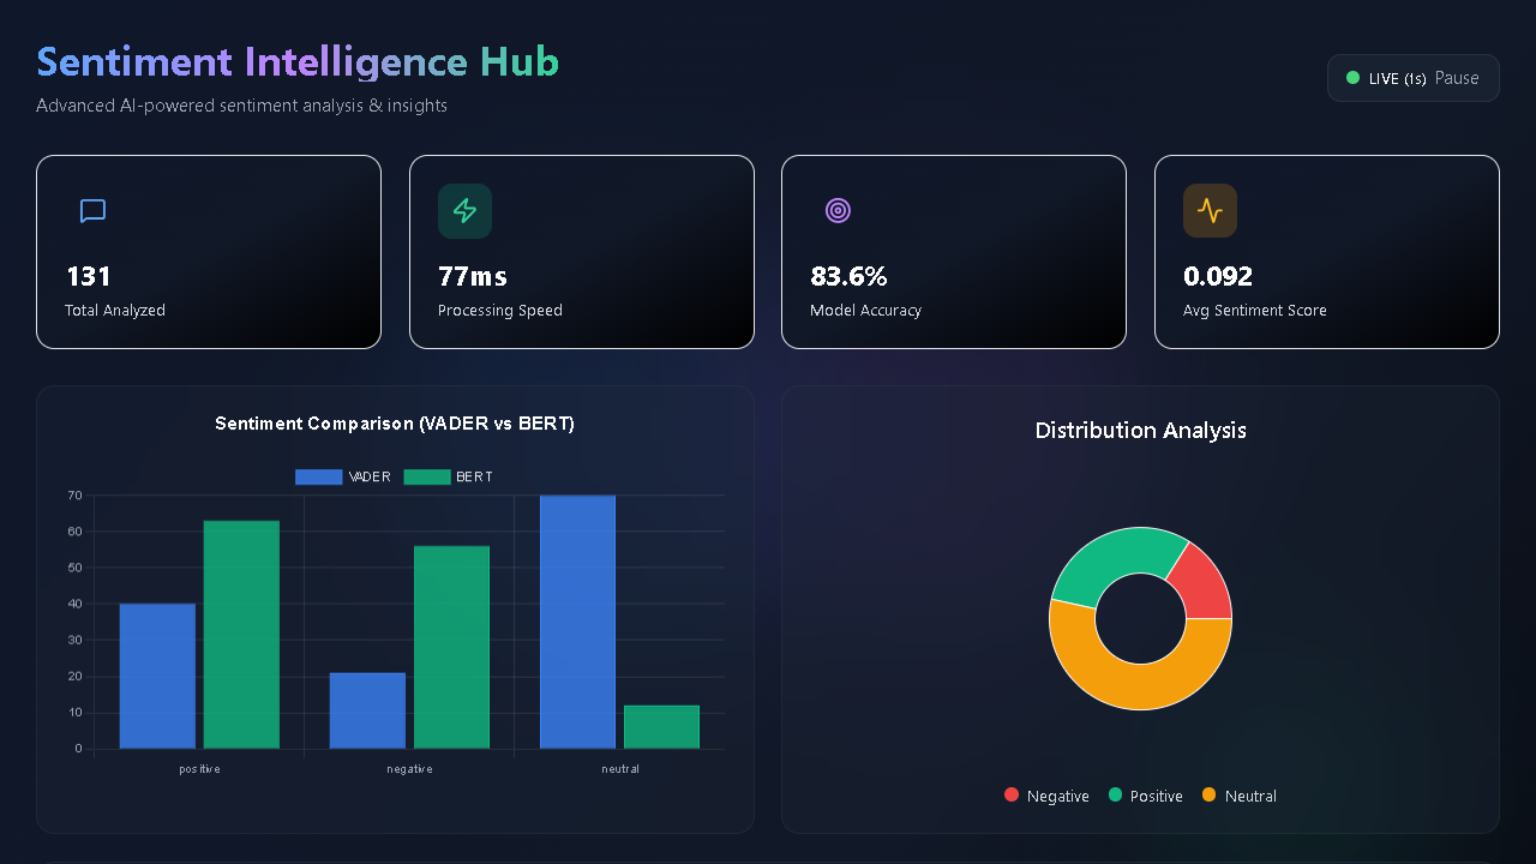 Sentiment Intelligence Hub
Advanced AI-powered sentiment analysis & insights
LIVE (1s) Pause
131
Total Analyzed
77ms
Processing Speed
83.6%
Model Accuracy
0.092
Avg Sentiment Score
Sentiment Comparison (VADER vs BERT)
VADER BERT
70
60
50
40
30
20
10
0
positive negative neutral
Distribution Analysis
Negative Positive Neutral